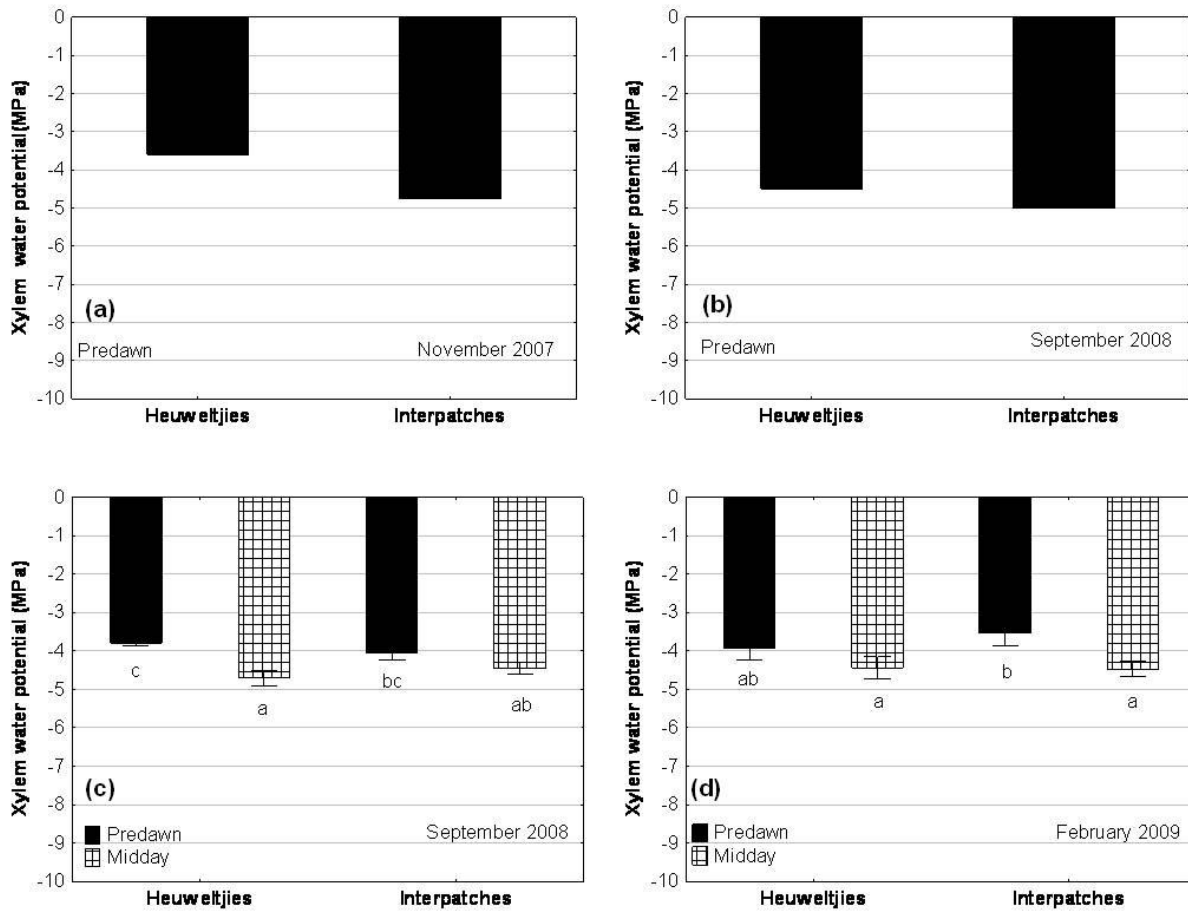 Xylem water potential(MPa)
0
-1
-2
-3
-4
-5
-6
-7
-8
-9
-10
(a)
Predawn
November 2007
Heuweltjies
Interpatches
Xylem water potential (MPa)
0
-1
-2
-3
-4
-5
-6
-7
-8
-9
-10
(b)
Predawn
September 2008
Heuweltjies
Interpatches
Xylem water potential (MPa)
0
-1
-2
-3
-4
-5
-6
-7
-8
-9
-10
c
a
bc
ab
(c)
Predawn
Midday
September 2008
Heuweltjies
Interpatches
Xylem water potential (MPa)
0
-1
-2
-3
-4
-5
-6
-7
-8
-9
-10
ab
a
b
a
(d)
Predawn
Midday
February 2009
Heuweltjies
Interpatches